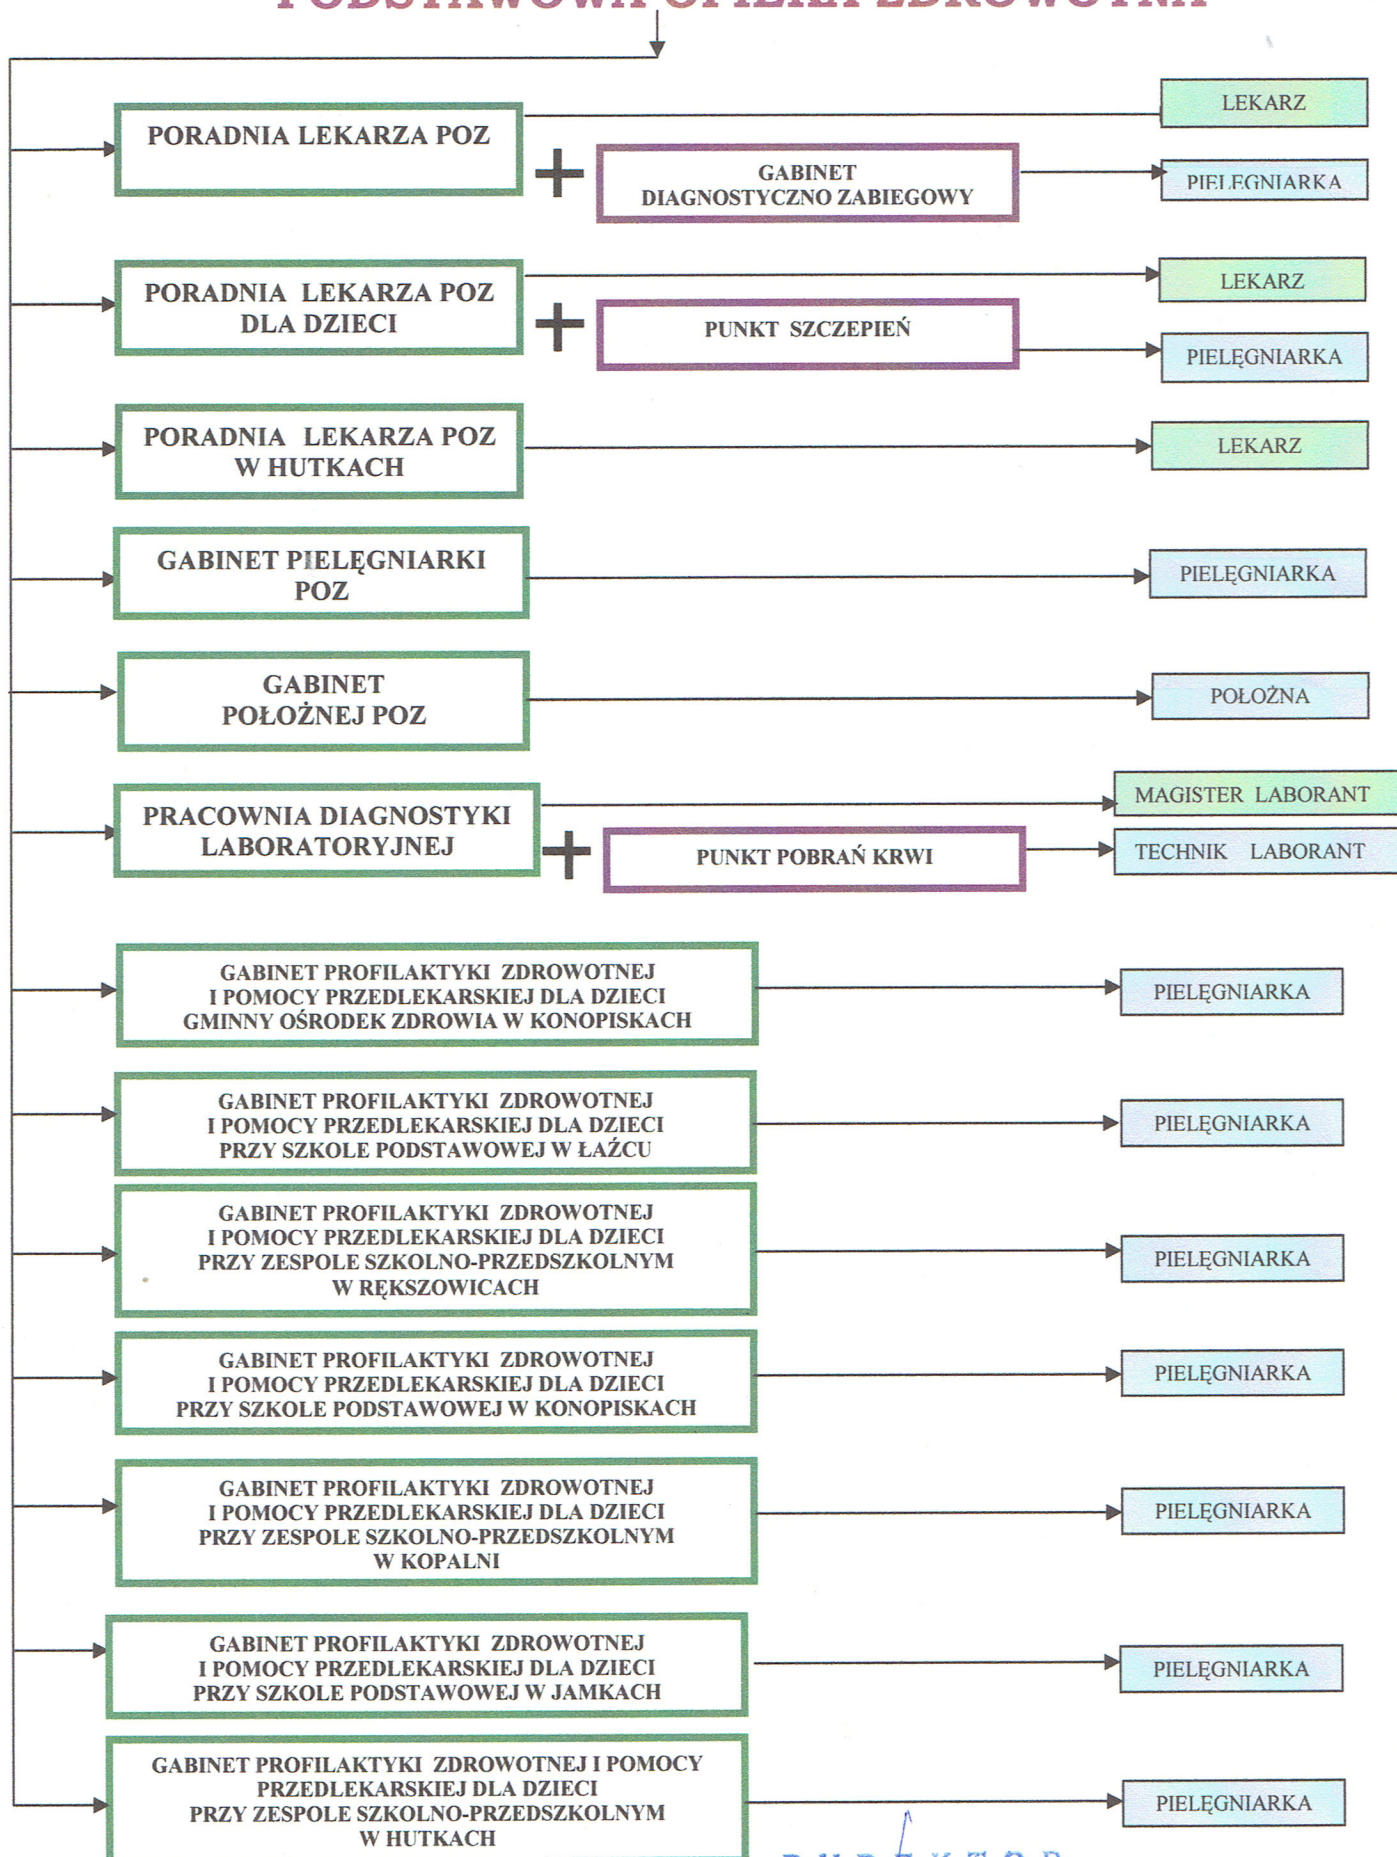 PODSTAWOWA OPIEKA ZDROWOTNA
PORADNIA LEKARZA POZ
LEKARZ
GABINET
DIAGNOSTYCZNO ZABIEGOWY
PIELĘGNIARKA
PORADNIA LEKARZA POZ
DLA DZIECI
LEKARZ
PUNKT SZCZEPIEŃ
PIELĘGNIARKA
PORADNIA LEKARZA POZ
W HUTKACH
LEKARZ
GABINET PIELĘGNIARKI
POZ
PIELĘGNIARKA
GABINET
POŁOŻNEJ POZ
POŁOŻNA
PRACOWNIA DIAGNOSTYKI
LABORATORYJNEJ
MAGISTER LABORANT
PUNKT POBRAŃ KRWI
TECHNIK LABORANT
GABINET PROFILAKTYKI ZDROWOTNEJ
I POMOCY PRZEDLEKARSKIEJ DLA DZIECI
GMINNY OŚRODEK ZDROWIA W KONOPISKACH
PIELĘGNIARKA
GABINET PROFILAKTYKI ZDROWOTNEJ
I POMOCY PRZEDLEKARSKIEJ DLA DZIECI
PRZY SZKOLE PODSTAWOWEJ W ŁAŹCU
PIELĘGNIARKA
GABINET PROFILAKTYKI ZDROWOTNEJ
I POMOCY PRZEDLEKARSKIEJ DLA DZIECI
PRZY ZESPOLE SZKOLNO-PRZEDSZKOLNYM
W RĘKSZOWICACH
PIELĘGNIARKA
GABINET PROFILAKTYKI ZDROWOTNEJ
I POMOCY PRZEDLEKARSKIEJ DLA DZIECI
PRZY SZKOLE PODSTAWOWEJ W KONOPISKACH
PIELĘGNIARKA
GABINET PROFILAKTYKI ZDROWOTNEJ
I POMOCY PRZEDLEKARSKIEJ DLA DZIECI
PRZY ZESPOLE SZKOLNO-PRZEDSZKOLNYM
W KOPALNI
PIELĘGNIARKA
GABINET PROFILAKTYKI ZDROWOTNEJ
I POMOCY PRZEDLEKARSKIEJ DLA DZIECI
PRZY SZKOLE PODSTAWOWEJ W JAMKACH
PIELĘGNIARKA
GABINET PROFILAKTYKI ZDROWOTNEJ I POMOCY
PRZEDLEKARSKIEJ DLA DZIECI
PRZY ZESPOLE SZKOLNO-PRZEDSZKOLNYM
W HUTKACH
PIELĘGNIARKA